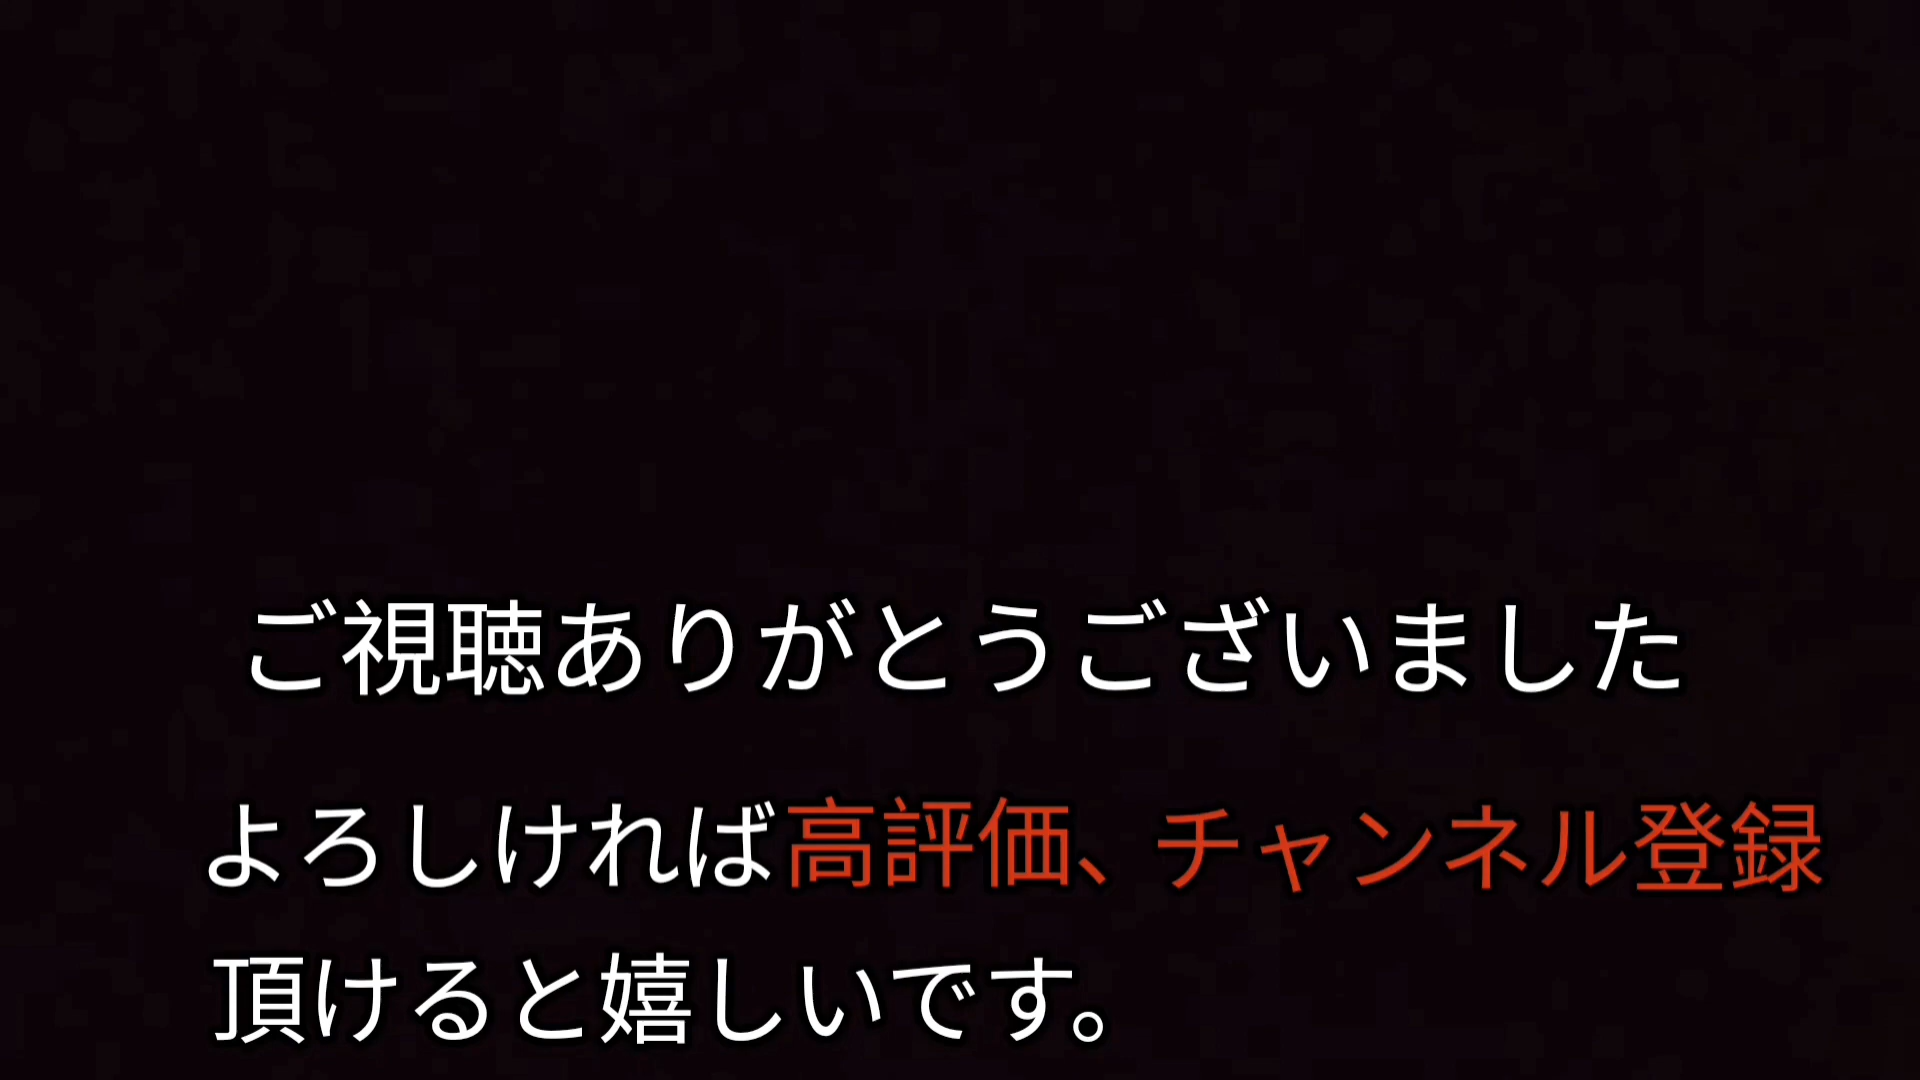 ご視聴ありがとうございました
よろしければ高評価、チャンネル登録
頂けると嬉しいです。